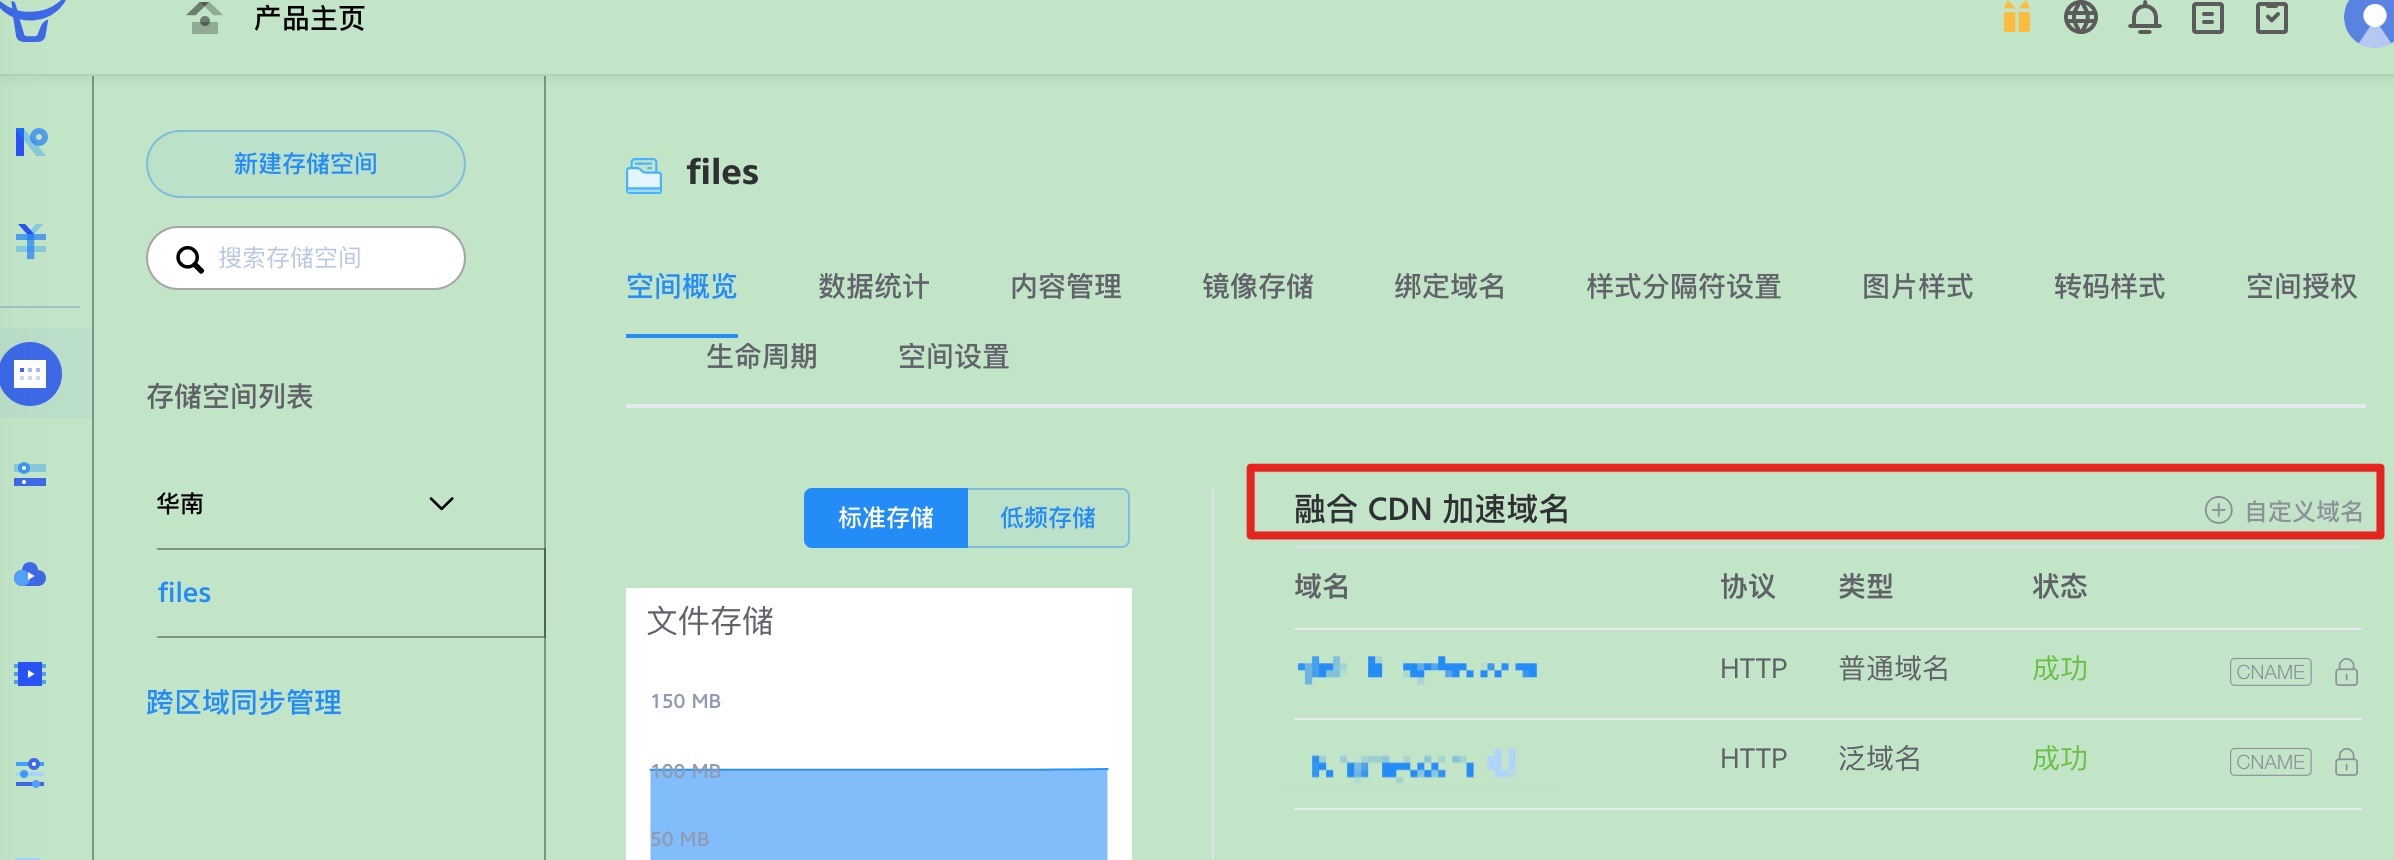 产品主页
新建存储空间
搜索存储空间
存储空间列表
华南
files
跨区域同步管理
files
空间概览 数据统计 内容管理 镜像存储 绑定域名 样式分隔符设置 图片样式 转码样式 空间授权
生命周期 空间设置
标准存储 低频存储
文件存储
150 MB
100 MB
50 MB
融合 CDN 加速域名 自定义域名
域名 协议 类型 状态
HTTP 普通域名 成功 CNAME
HTTP 泛域名 成功 CNAME